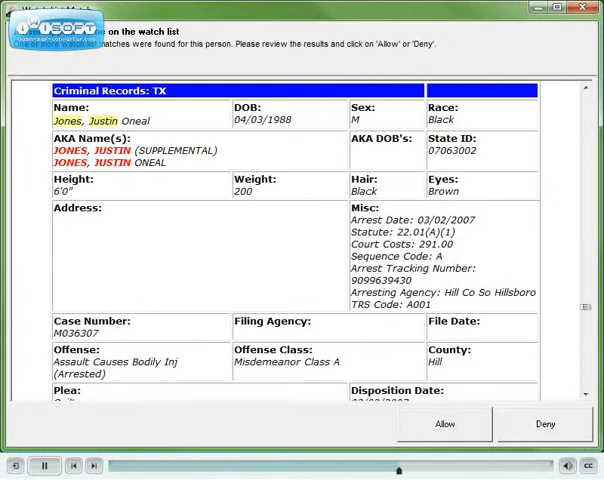 iWiSOFT
flash-swf-converter.com
on the watch list
One or more watch list matches were found for this person. Please review the results and click on 'Allow' or 'Deny'.
Criminal Records: TX
Name: DOB: Sex: Race:
Jones, Justin Oneal 04/03/1988 M Black
AKA Name(s): AKA DOB's: State ID:
JONES, JUSTIN (SUPPLEMENTAL) 07063002
JONES, JUSTIN ONEAL
Height: Weight: Hair: Eyes:
6'0" 200 Black Brown
Address: Misc:
Arrest Date: 03/02/2007
Statute: 22.01(A)(1)
Court Costs: 291.00
Sequence Code: A
Arrest Tracking Number:
9099639430
Arresting Agency: Hill Co So Hillsboro
TRS Code: A001
Case Number: Filing Agency: File Date:
M036307
Offense: Offense Class: County:
Assault Causes Bodily Inj Misdemeanor Class A Hill
(Arrested)
Plea: Disposition Date:
Allow Deny
CC